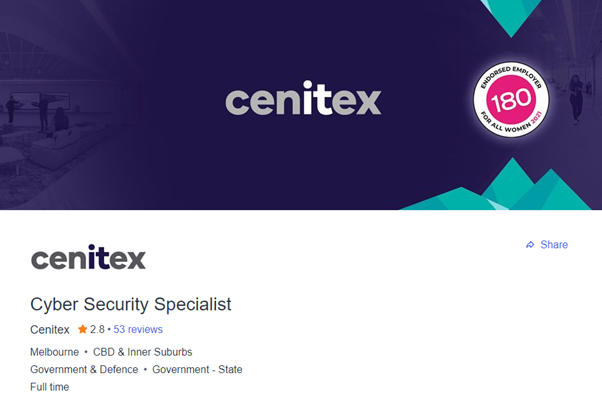 cenitex
ENDORSED EMPLOYER
180
FOR ALL WOMEN 2021
cenitex
Share
Cyber Security Specialist
Cenitex 2.8 • 53 reviews
Melbourne • CBD & Inner Suburbs
Government & Defence • Government - State
Full time